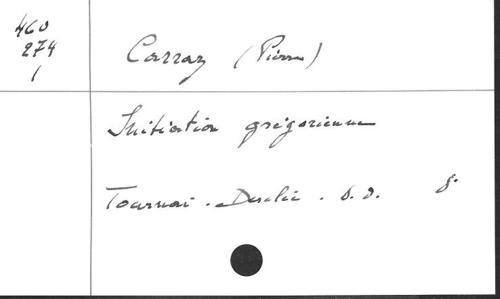 460
274
1
Carraz (Pierre)
Initiation grégorienne
Tournai. Desclée. s. d. 8°